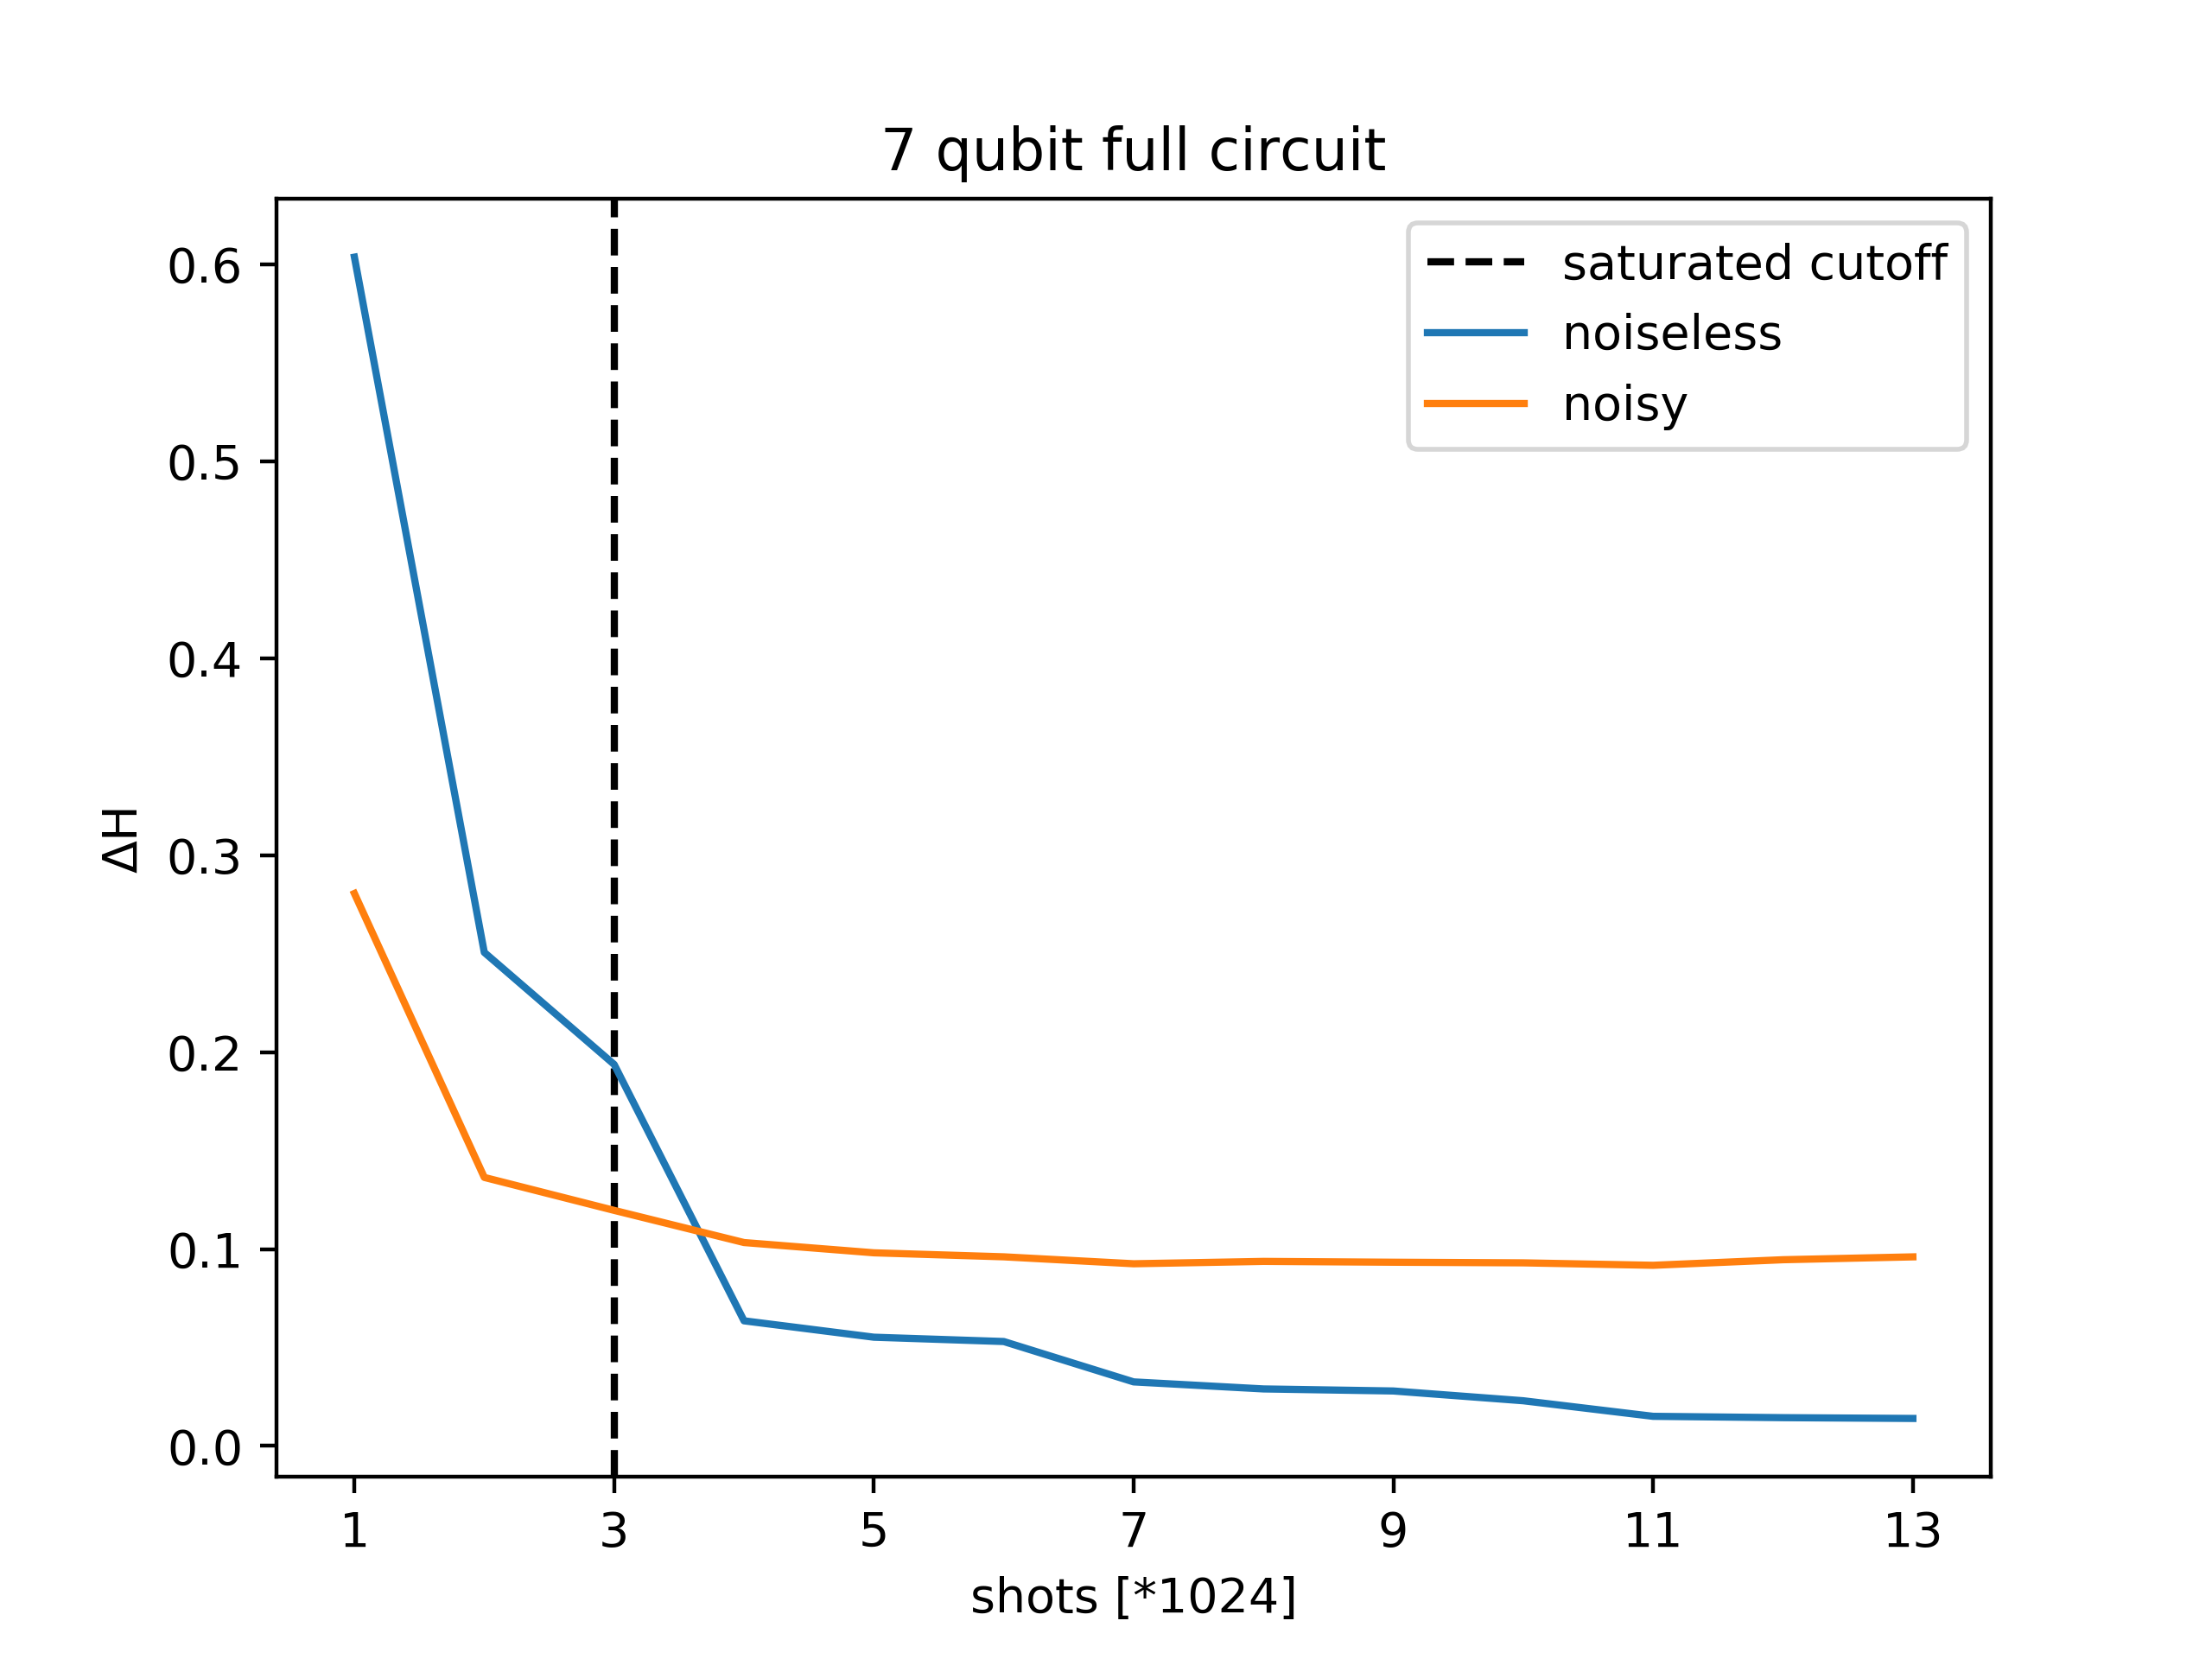 7 qubit full circuit
saturated cutoff
noiseless
noisy
0.6
0.5
0.4
0.3
0.2
0.1
0.0
ΔH
1 3 5 7 9 11 13
shots [*1024]